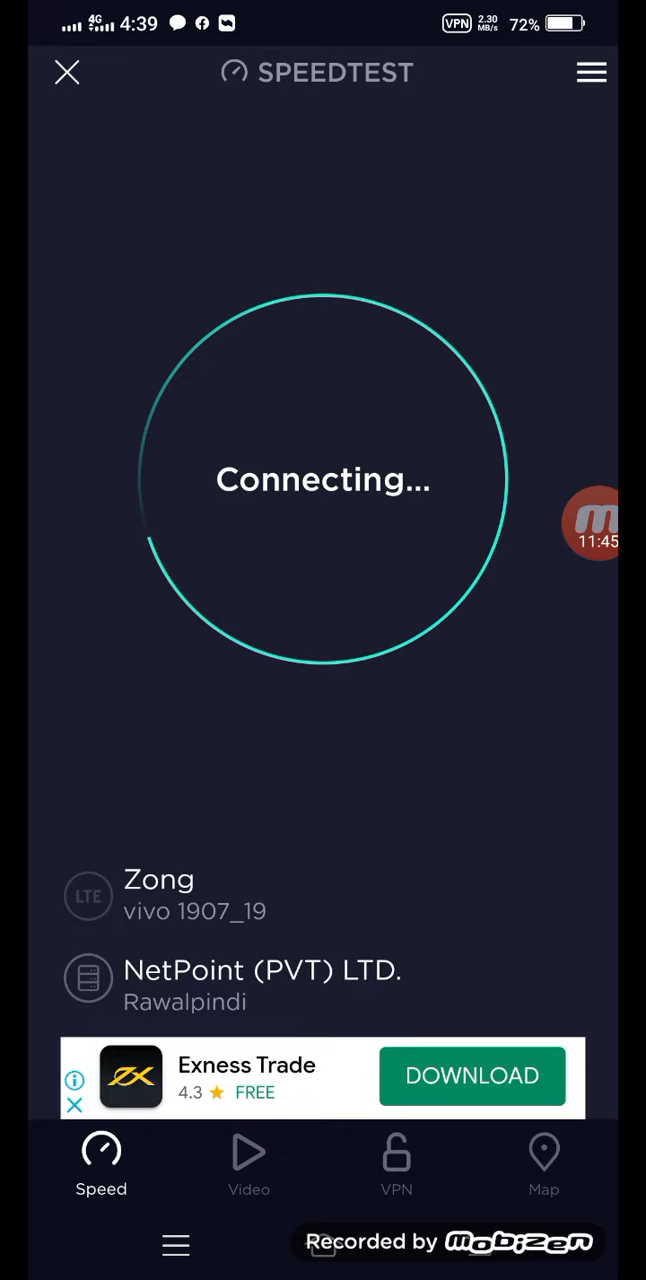 4G 4:39 VPN 2.30 MB/s 72%
SPEEDTEST
Connecting...
11:45
LTE
Zong
vivo 1907_19
NetPoint (PVT) LTD.
Rawalpindi
Exness Trade
4.3 ★ FREE
DOWNLOAD
Speed Video VPN Map
Recorded by mobizen